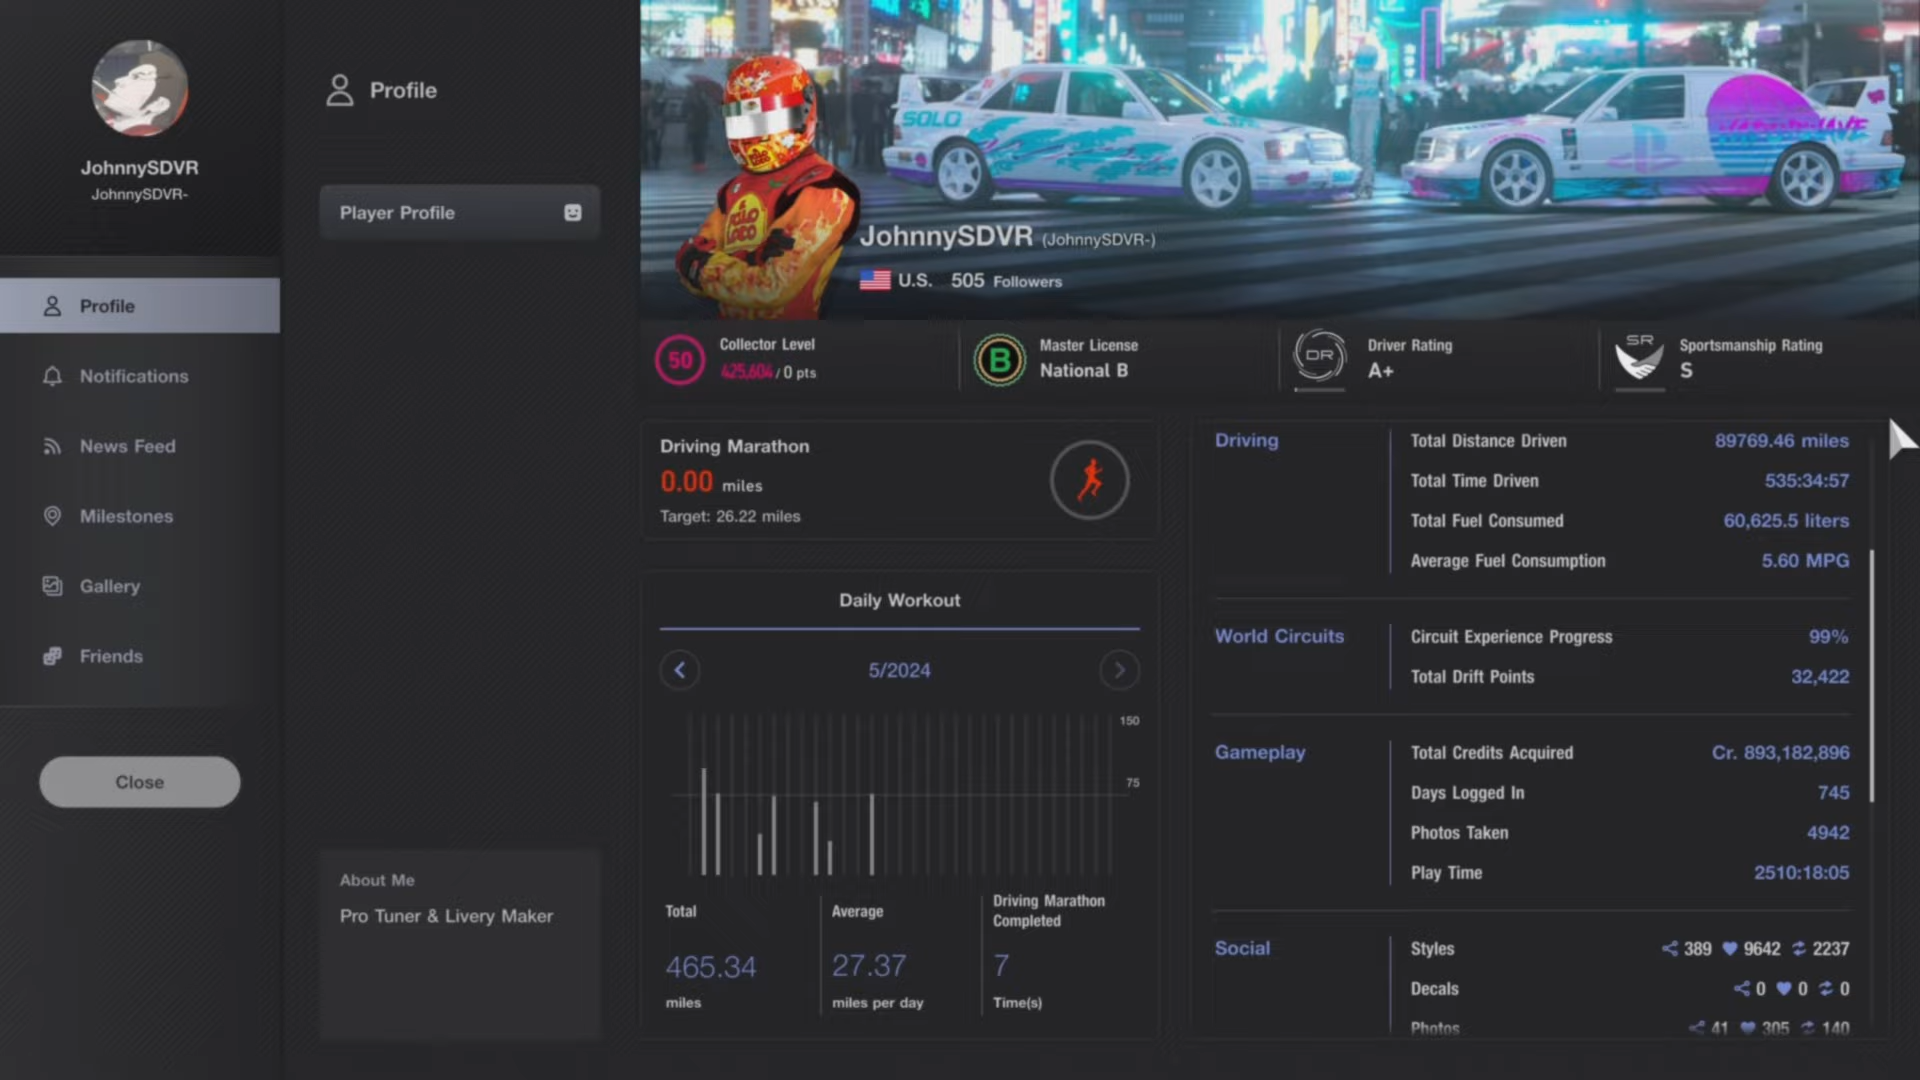 JohnnySDVR
JohnnySDVR-
Profile
Notifications
News Feed
Milestones
Gallery
Friends
Close
Profile
Player Profile
About Me
Pro Tuner & Livery Maker
SOLO
JohnnySDVR (JohnnySDVR-)
U.S. 505 Followers
50
Collector Level
425,604 / 0 pts
B
Master License
National B
DR
Driver Rating
A+
SR
Sportsmanship Rating
S
Driving Marathon
0.00 miles
Target: 26.22 miles
Daily Workout
5/2024
150
75
Total
465.34
miles
Average
27.37
miles per day
Driving Marathon
Completed
7
Time(s)
Driving
Total Distance Driven 89769.46 miles
Total Time Driven 535:34:57
Total Fuel Consumed 60,625.5 liters
Average Fuel Consumption 5.60 MPG
World Circuits
Circuit Experience Progress 99%
Total Drift Points 32,422
Gameplay
Total Credits Acquired Cr. 893,182,896
Days Logged In 745
Photos Taken 4942
Play Time 2510:18:05
Social
Styles 389 9642 2237
Decals 0 0 0
Photos 41 305 140